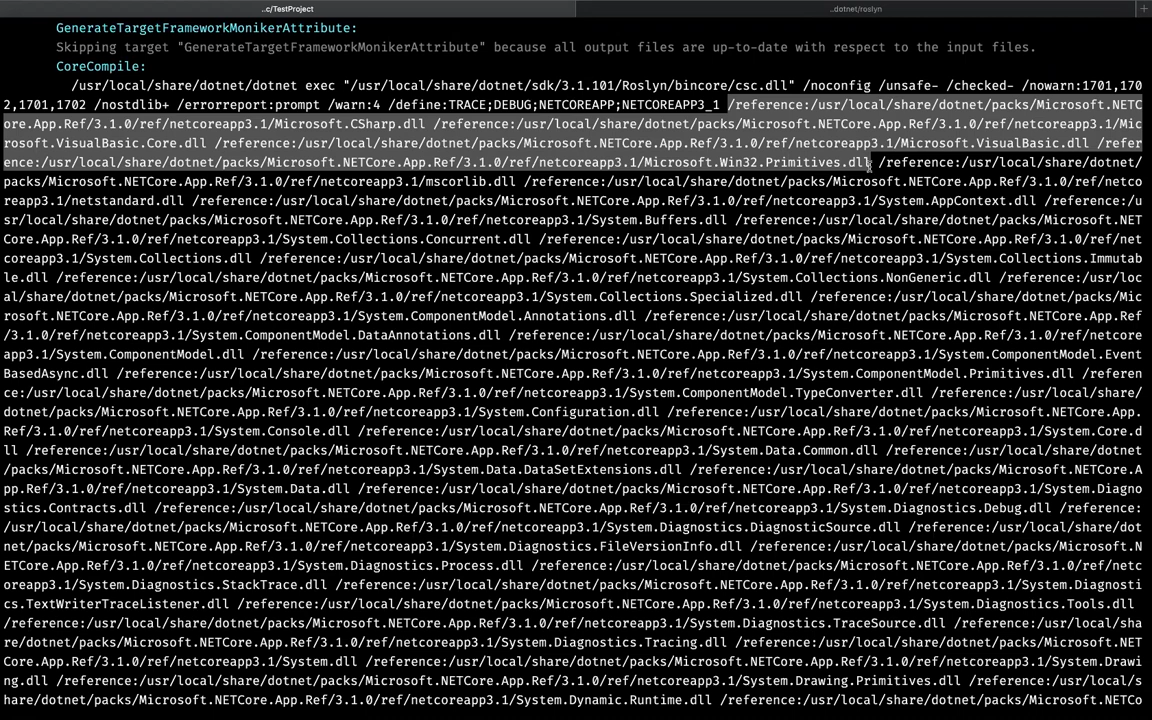 ..c/TestProject
..dotnet/roslyn
GenerateTargetFrameworkMonikerAttribute:
Skipping target "GenerateTargetFrameworkMonikerAttribute" because all output files are up-to-date with respect to the input files.
CoreCompile:
/usr/local/share/dotnet/dotnet exec "/usr/local/share/dotnet/sdk/3.1.101/Roslyn/bincore/csc.dll" /noconfig /unsafe- /checked- /nowarn:1701,170
2,1701,1702 /nostdlib+ /errorreport:prompt /warn:4 /define:TRACE;DEBUG;NETCOREAPP;NETCOREAPP3_1 /reference:/usr/local/share/dotnet/packs/Microsoft.NETC
ore.App.Ref/3.1.0/ref/netcoreapp3.1/Microsoft.CSharp.dll /reference:/usr/local/share/dotnet/packs/Microsoft.NETCore.App.Ref/3.1.0/ref/netcoreapp3.1/Mic
rosoft.VisualBasic.Core.dll /reference:/usr/local/share/dotnet/packs/Microsoft.NETCore.App.Ref/3.1.0/ref/netcoreapp3.1/Microsoft.VisualBasic.dll /refer
ence:/usr/local/share/dotnet/packs/Microsoft.NETCore.App.Ref/3.1.0/ref/netcoreapp3.1/Microsoft.Win32.Primitives.dll /reference:/usr/local/share/dotnet/
packs/Microsoft.NETCore.App.Ref/3.1.0/ref/netcoreapp3.1/mscorlib.dll /reference:/usr/local/share/dotnet/packs/Microsoft.NETCore.App.Ref/3.1.0/ref/netco
reapp3.1/netstandard.dll /reference:/usr/local/share/dotnet/packs/Microsoft.NETCore.App.Ref/3.1.0/ref/netcoreapp3.1/System.AppContext.dll /reference:/u
sr/local/share/dotnet/packs/Microsoft.NETCore.App.Ref/3.1.0/ref/netcoreapp3.1/System.Buffers.dll /reference:/usr/local/share/dotnet/packs/Microsoft.NET
Core.App.Ref/3.1.0/ref/netcoreapp3.1/System.Collections.Concurrent.dll /reference:/usr/local/share/dotnet/packs/Microsoft.NETCore.App.Ref/3.1.0/ref/net
coreapp3.1/System.Collections.dll /reference:/usr/local/share/dotnet/packs/Microsoft.NETCore.App.Ref/3.1.0/ref/netcoreapp3.1/System.Collections.Immutab
le.dll /reference:/usr/local/share/dotnet/packs/Microsoft.NETCore.App.Ref/3.1.0/ref/netcoreapp3.1/System.Collections.NonGeneric.dll /reference:/usr/loc
al/share/dotnet/packs/Microsoft.NETCore.App.Ref/3.1.0/ref/netcoreapp3.1/System.Collections.Specialized.dll /reference:/usr/local/share/dotnet/packs/Mic
rosoft.NETCore.App.Ref/3.1.0/ref/netcoreapp3.1/System.ComponentModel.Annotations.dll /reference:/usr/local/share/dotnet/packs/Microsoft.NETCore.App.Ref
/3.1.0/ref/netcoreapp3.1/System.ComponentModel.DataAnnotations.dll /reference:/usr/local/share/dotnet/packs/Microsoft.NETCore.App.Ref/3.1.0/ref/netcore
app3.1/System.ComponentModel.dll /reference:/usr/local/share/dotnet/packs/Microsoft.NETCore.App.Ref/3.1.0/ref/netcoreapp3.1/System.ComponentModel.Event
BasedAsync.dll /reference:/usr/local/share/dotnet/packs/Microsoft.NETCore.App.Ref/3.1.0/ref/netcoreapp3.1/System.ComponentModel.Primitives.dll /referen
ce:/usr/local/share/dotnet/packs/Microsoft.NETCore.App.Ref/3.1.0/ref/netcoreapp3.1/System.ComponentModel.TypeConverter.dll /reference:/usr/local/share/
dotnet/packs/Microsoft.NETCore.App.Ref/3.1.0/ref/netcoreapp3.1/System.Configuration.dll /reference:/usr/local/share/dotnet/packs/Microsoft.NETCore.App.
Ref/3.1.0/ref/netcoreapp3.1/System.Console.dll /reference:/usr/local/share/dotnet/packs/Microsoft.NETCore.App.Ref/3.1.0/ref/netcoreapp3.1/System.Core.d
ll /reference:/usr/local/share/dotnet/packs/Microsoft.NETCore.App.Ref/3.1.0/ref/netcoreapp3.1/System.Data.Common.dll /reference:/usr/local/share/dotnet
/packs/Microsoft.NETCore.App.Ref/3.1.0/ref/netcoreapp3.1/System.Data.DataSetExtensions.dll /reference:/usr/local/share/dotnet/packs/Microsoft.NETCore.A
pp.Ref/3.1.0/ref/netcoreapp3.1/System.Data.dll /reference:/usr/local/share/dotnet/packs/Microsoft.NETCore.App.Ref/3.1.0/ref/netcoreapp3.1/System.Diagno
stics.Contracts.dll /reference:/usr/local/share/dotnet/packs/Microsoft.NETCore.App.Ref/3.1.0/ref/netcoreapp3.1/System.Diagnostics.Debug.dll /reference:
/usr/local/share/dotnet/packs/Microsoft.NETCore.App.Ref/3.1.0/ref/netcoreapp3.1/System.Diagnostics.DiagnosticSource.dll /reference:/usr/local/share/dot
net/packs/Microsoft.NETCore.App.Ref/3.1.0/ref/netcoreapp3.1/System.Diagnostics.FileVersionInfo.dll /reference:/usr/local/share/dotnet/packs/Microsoft.N
ETCore.App.Ref/3.1.0/ref/netcoreapp3.1/System.Diagnostics.Process.dll /reference:/usr/local/share/dotnet/packs/Microsoft.NETCore.App.Ref/3.1.0/ref/netc
oreapp3.1/System.Diagnostics.StackTrace.dll /reference:/usr/local/share/dotnet/packs/Microsoft.NETCore.App.Ref/3.1.0/ref/netcoreapp3.1/System.Diagnosti
cs.TextWriterTraceListener.dll /reference:/usr/local/share/dotnet/packs/Microsoft.NETCore.App.Ref/3.1.0/ref/netcoreapp3.1/System.Diagnostics.Tools.dll
/reference:/usr/local/share/dotnet/packs/Microsoft.NETCore.App.Ref/3.1.0/ref/netcoreapp3.1/System.Diagnostics.TraceSource.dll /reference:/usr/local/sha
re/dotnet/packs/Microsoft.NETCore.App.Ref/3.1.0/ref/netcoreapp3.1/System.Diagnostics.Tracing.dll /reference:/usr/local/share/dotnet/packs/Microsoft.NET
Core.App.Ref/3.1.0/ref/netcoreapp3.1/System.dll /reference:/usr/local/share/dotnet/packs/Microsoft.NETCore.App.Ref/3.1.0/ref/netcoreapp3.1/System.Drawi
ng.dll /reference:/usr/local/share/dotnet/packs/Microsoft.NETCore.App.Ref/3.1.0/ref/netcoreapp3.1/System.Drawing.Primitives.dll /reference:/usr/local/s
hare/dotnet/packs/Microsoft.NETCore.App.Ref/3.1.0/ref/netcoreapp3.1/System.Dynamic.Runtime.dll /reference:/usr/local/share/dotnet/packs/Microsoft.NETCo